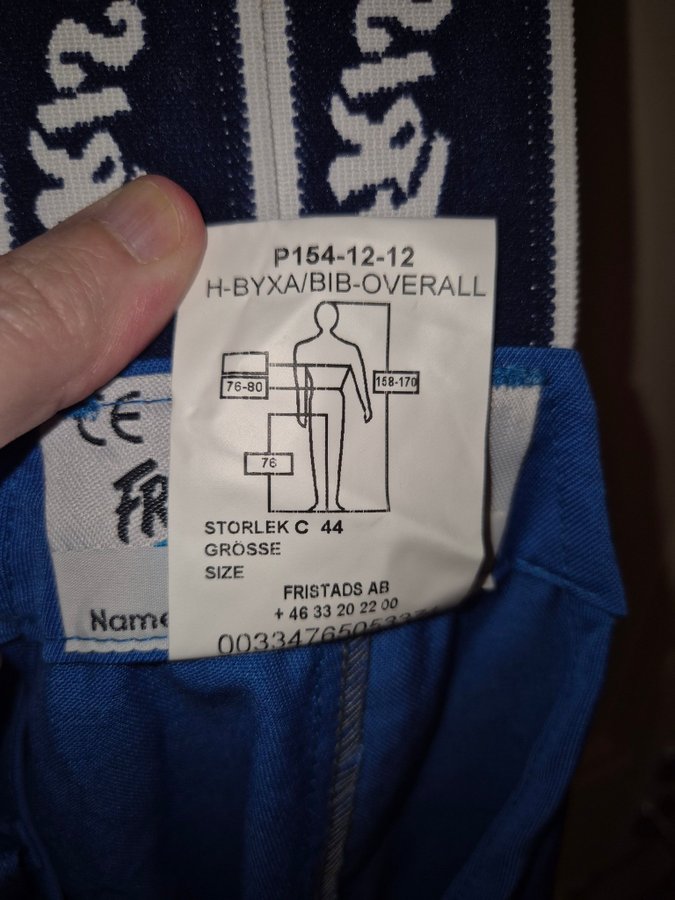 P154-12-12
H-BYXA/BIB-OVERALL
158-170
76-80
76
STORLEK C 44
GRÖSSE
SIZE
FRISTADS AB
+ 46 33 20 22 00
CE
FR
Name